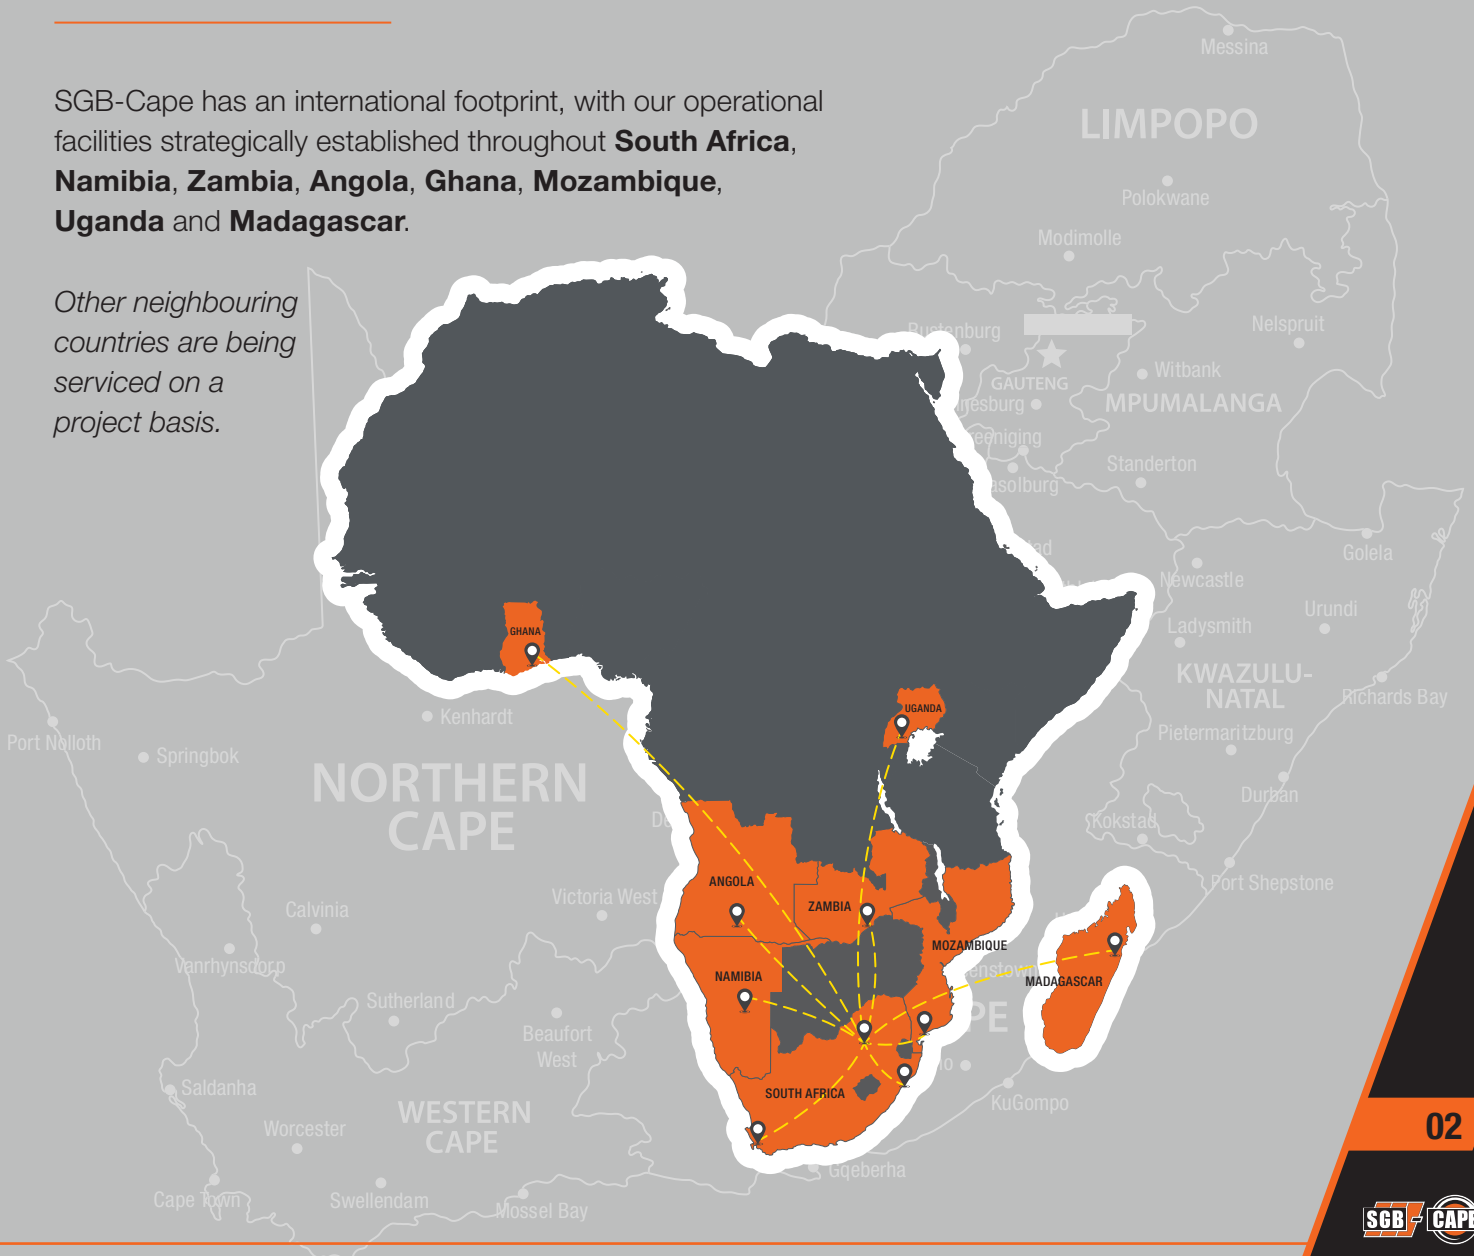 SGB-Cape has an international footprint, with our operational
facilities strategically established throughout South Africa,
Namibia, Zambia, Angola, Ghana, Mozambique,
Uganda and Madagascar.
Other neighbouring
countries are being
serviced on a
project basis.
Messina
LIMPOPO
Polokwane
Modimolle
Rustenburg
Nelspruit
Witbank
GAUTENG
MPUMALANGA
Standerton
Golela
Newcastle
Urundi
Ladysmith
KWAZULU-
NATAL
Richards Bay
Pietermaritzburg
Durban
Kokstad
Port Shepstone
GHANA
UGANDA
Kenhardt
Port Nolloth
Springbok
NORTHERN
CAPE
ANGOLA
ZAMBIA
Victoria West
Calvinia
MOZAMBIQUE
Vanrhynsdorp
NAMIBIA
MADAGASCAR
Sutherland
Beaufort
West
SOUTH AFRICA
Saldanha
KuGompo
WESTERN
CAPE
Worcester
Gqeberha
Cape Town
Swellendam
Mossel Bay
02
SGB - CAPE